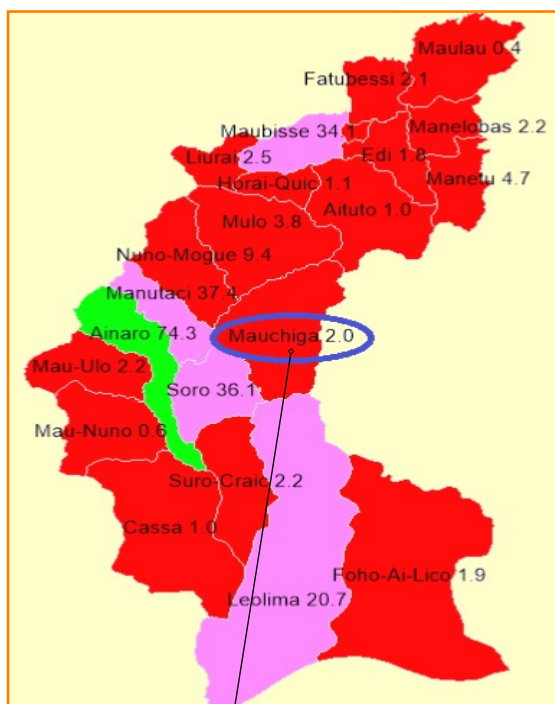 Maulau 0.4
Fatubessi 2.1
Maubisse 34.1
Manelobas 2.2
Liurai 2.5
Edi 1.8
Horai-Quic 1.1
Manetu 4.7
Mulo 3.8
Aituto 1.0
Nuno-Mogue 9.4
Manutaci 37.4
Ainaro 74.3
Mauchiga 2.0
Mau-Ulo 2.2
Soro 36.1
Mau-Nuno 0.6
Suro-Craic 2.2
Cassa 1.0
Foho-Ai-Lico 1.9
Leolima 20.7